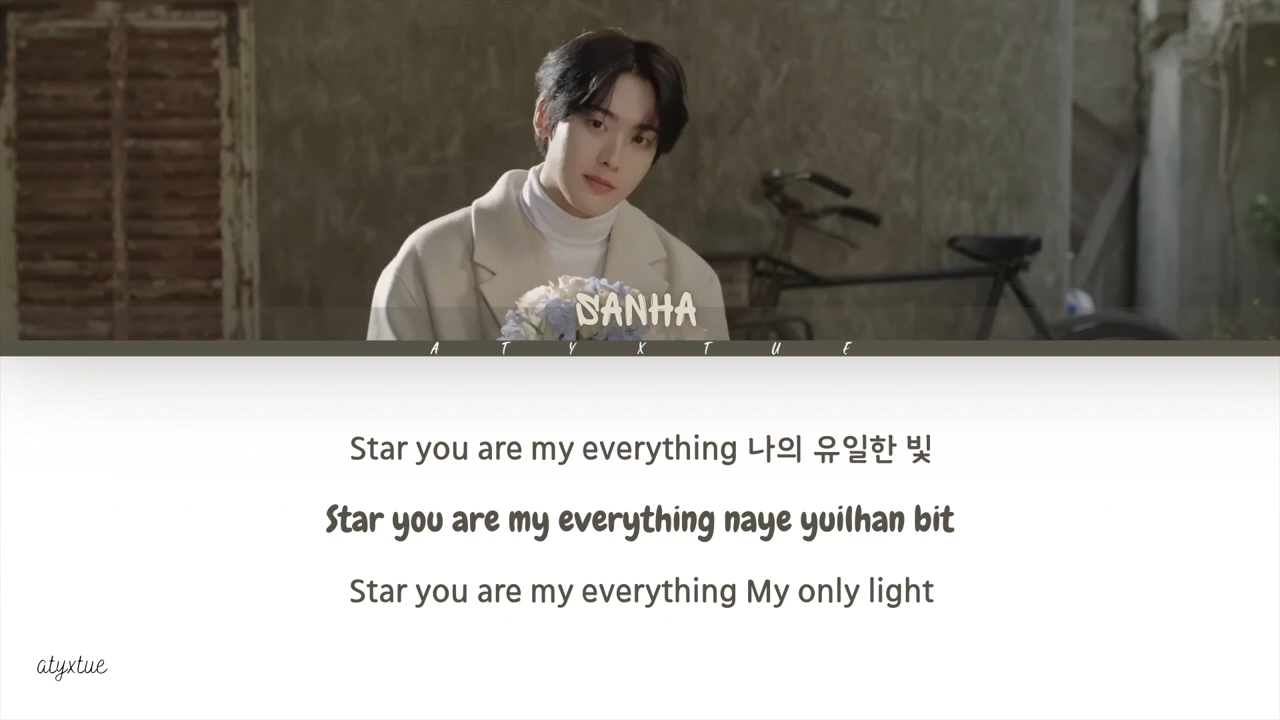 SANHA
A T Y X T U E
Star you are my everything 나의 유일한 빛
Star you are my everything naye yuilhan bit
Star you are my everything My only light
atyxtue